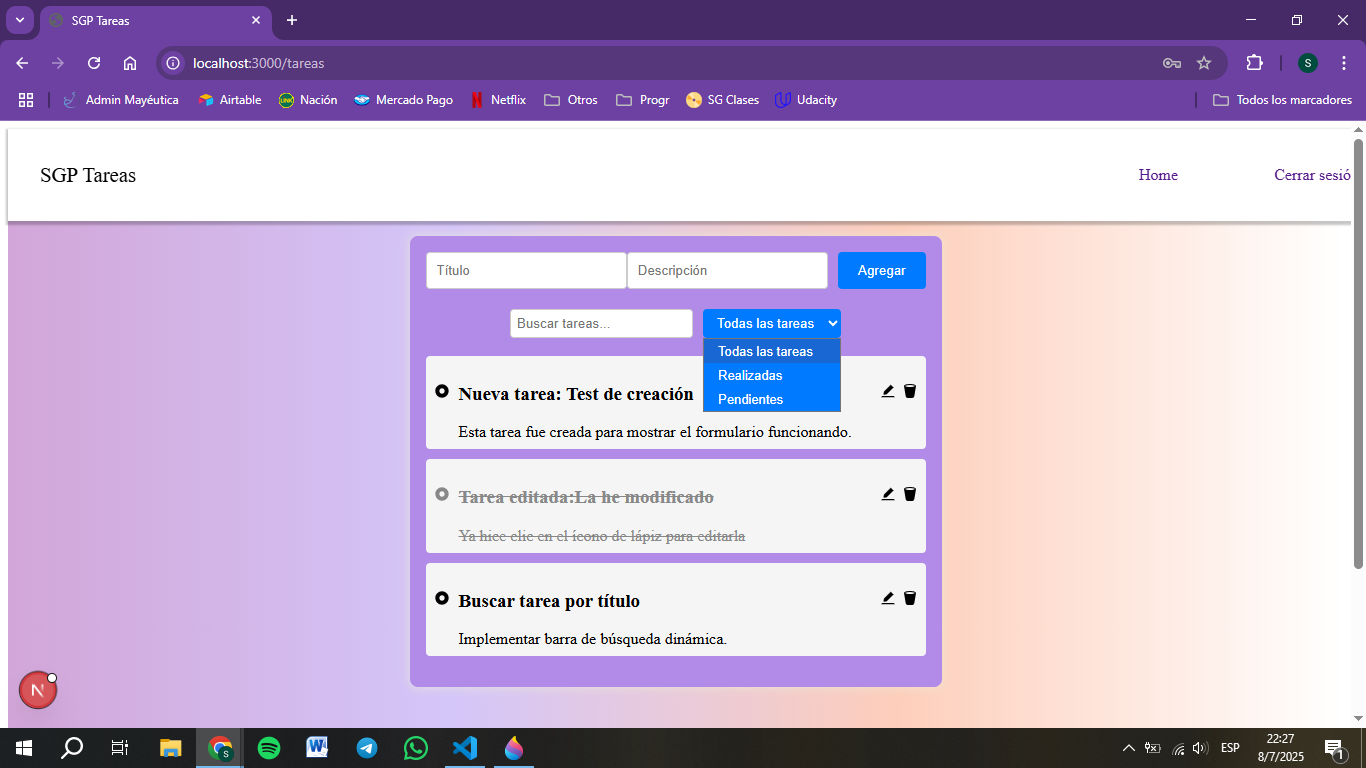 SGP Tareas
localhost:3000/tareas
S
Admin Mayéutica
Airtable
Nación
Mercado Pago
Netflix
Otros
Progr
SG Clases
Udacity
Todos los marcadores
SGP Tareas
Home
Cerrar sesió
Título
Descripción
Agregar
Buscar tareas...
Todas las tareas
Todas las tareas
Realizadas
Pendientes
Nueva tarea: Test de creación
Esta tarea fue creada para mostrar el formulario funcionando.
Tarea editada:La he modificado
Ya hice clic en el ícono de lápiz para editarla
Buscar tarea por título
Implementar barra de búsqueda dinámica.
N
ESP
22:27
8/7/2025
1